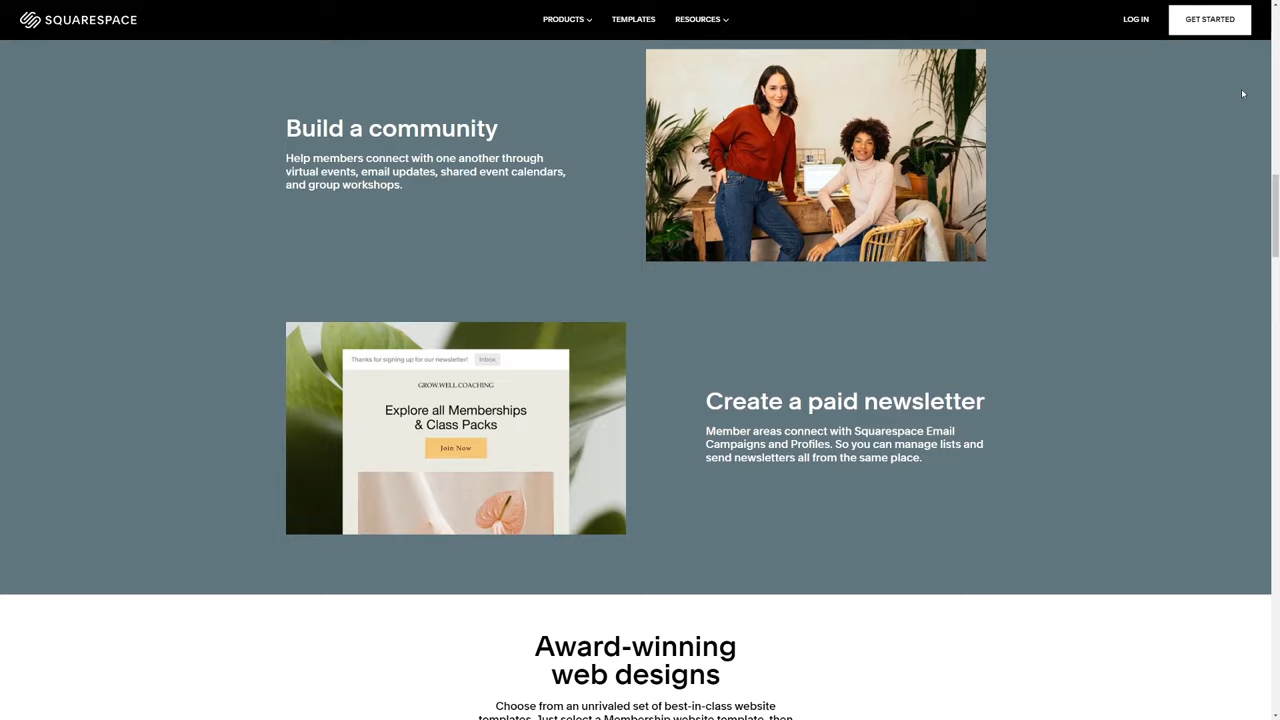 SQUARESPACE
PRODUCTS
TEMPLATES
RESOURCES
LOG IN
GET STARTED
Build a community
Help members connect with one another through
virtual events, email updates, shared event calendars,
and group workshops.
Thanks for signing up for our newsletter!
Inbox
GROW.WELL.COACHING
Explore all Memberships
& Class Packs
Join Now
Create a paid newsletter
Member areas connect with Squarespace Email
Campaigns and Profiles. So you can manage lists and
send newsletters all from the same place.
Award-winning
web designs
Choose from an unrivaled set of best-in-class website
templates. Just select a Membership website template, then